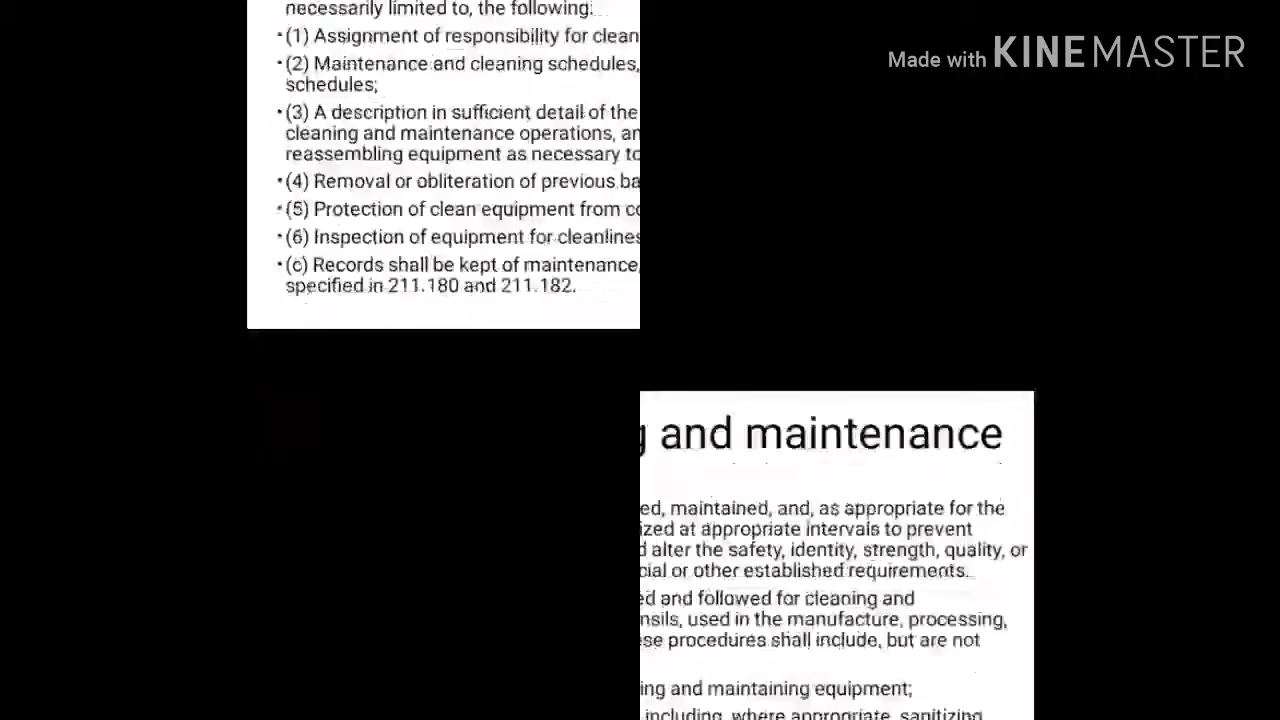 necessarily limited to, the following:
Made with KINEMASTER
• (1) Assignment of responsibility for clean
• (2) Maintenance and cleaning schedules,
schedules;
• (3) A description in sufficient detail of the
cleaning and maintenance operations, an
reassembling equipment as necessary to
• (4) Removal or obliteration of previous ba
• (5) Protection of clean equipment from co
• (6) Inspection of equipment for cleanlines
• (c) Records shall be kept of maintenance,
specified in 211.180 and 211.182.
g and maintenance
ed, maintained, and, as appropriate for the
ized at appropriate intervals to prevent
d alter the safety, identity, strength, quality, or
cial or other established requirements.
ed and followed for cleaning and
nsils, used in the manufacture, processing,
ese procedures shall include, but are not
ing and maintaining equipment;
including, where appropriate, sanitizing